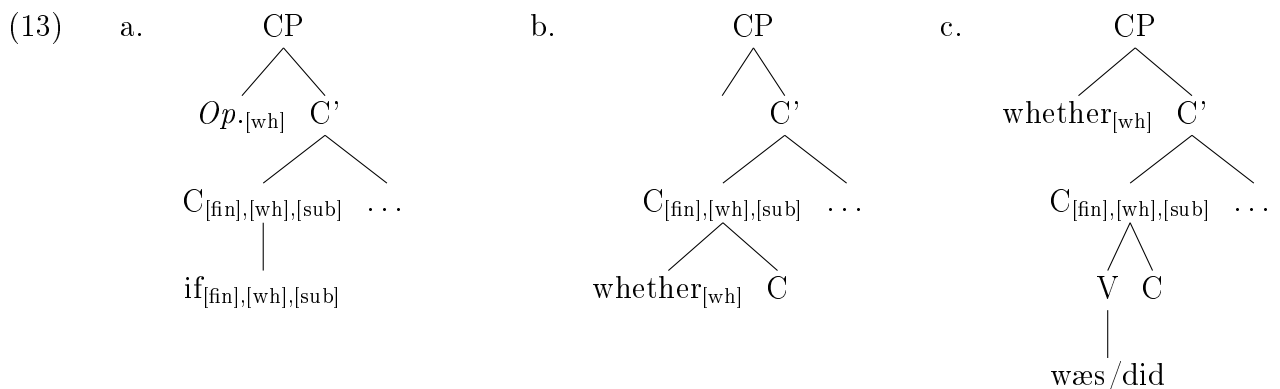 (13) a. CP b. CP c. CP
Op.[wh] C' C' whether[wh] C'
C[fin],[wh],[sub] ... C[fin],[wh],[sub] ... C[fin],[wh],[sub] ...
if[fin],[wh],[sub] whether[wh] C V C
wæs/did